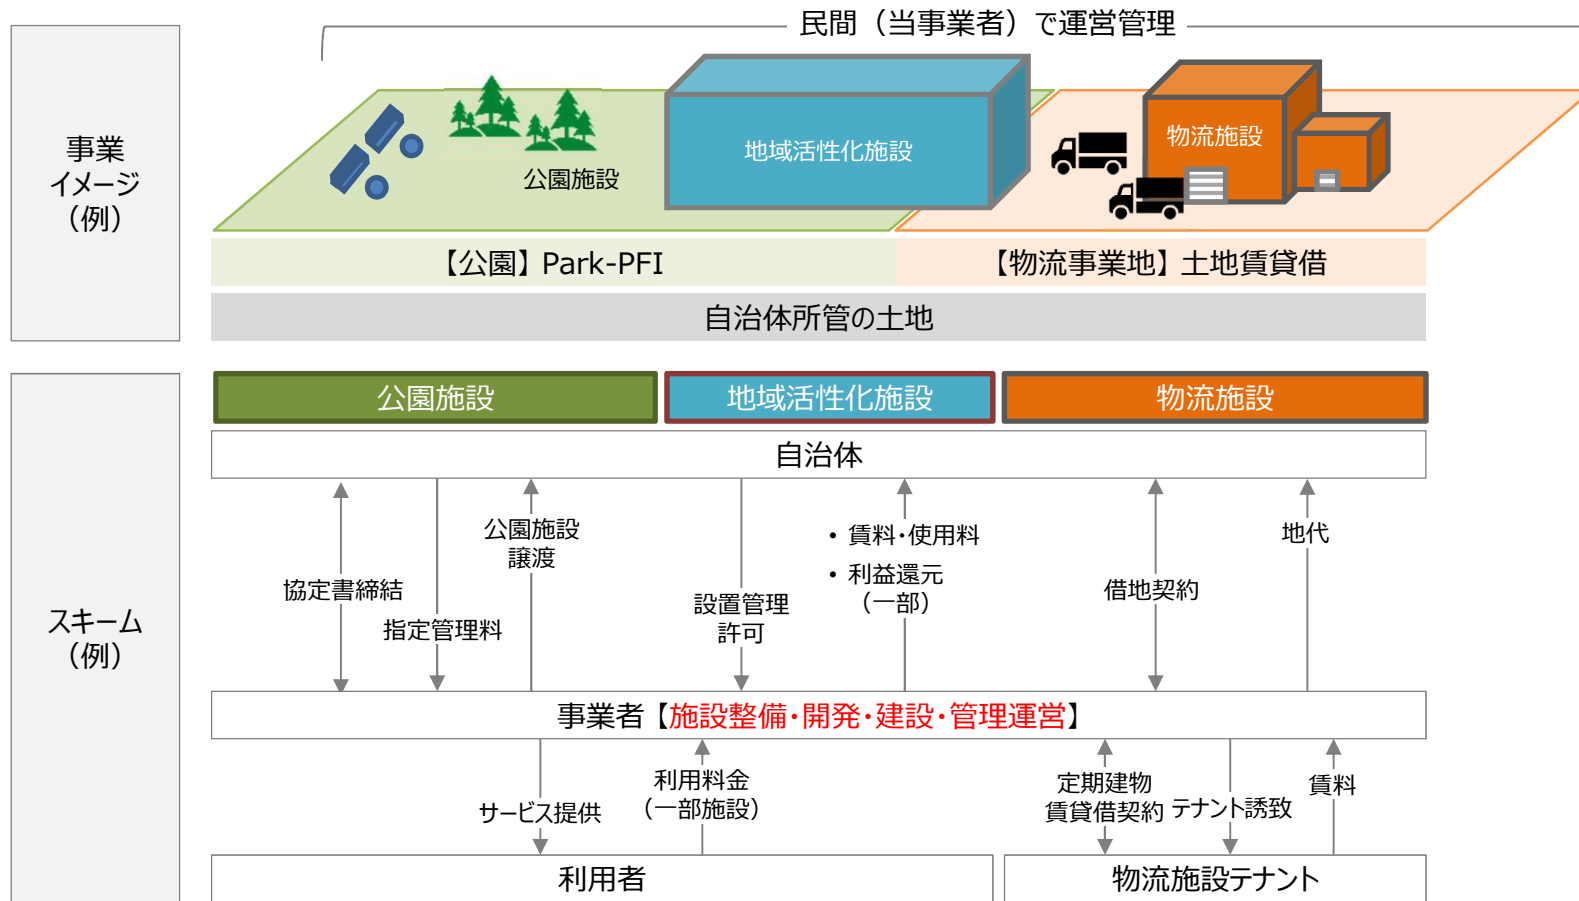 民間（当事業者）で運営管理
事業
イメージ
（例）
公園施設
地域活性化施設
物流施設
【公園】Park-PFI
【物流事業地】土地賃貸借
自治体所管の土地
スキーム
（例）
公園施設
地域活性化施設
物流施設
自治体
協定書締結
指定管理料
公園施設
譲渡
設置管理
許可
• 賃料・使用料
• 利益還元
（一部）
借地契約
地代
事業者【施設整備・開発・建設・管理運営】
サービス提供
利用料金
（一部施設）
定期建物
賃貸借契約
テナント誘致
賃料
利用者
物流施設テナント